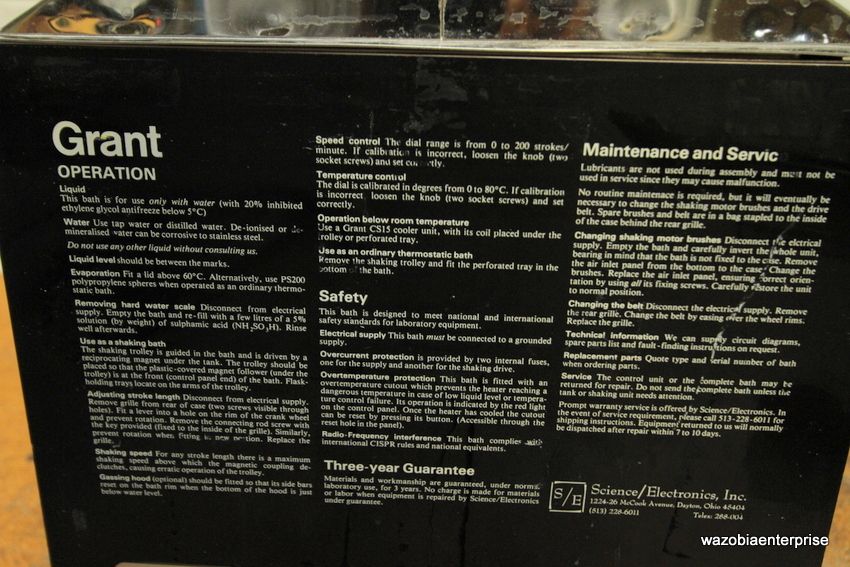 Grant
OPERATION
Liquid
This bath is for use only with water (with 20% inhibited
ethylene glycol antifreeze below 5°C)
Water Use tap water or distilled water. De-ionised or de-
mineralised water can be corrosive to stainless steel.
Do not use any other liquid without consulting us.
Liquid level should be between the marks.
Evaporation Fit a lid above 60°C. Alternatively, use PS200
polypropylene spheres when operated as an ordinary thermo-
static bath.
Removing hard water scale Disconnect from electrical
supply. Empty the bath and re-fill with a few litres of a 5%
solution (by weight) of sulphamic acid (NH₂SO₃H). Rinse
well afterwards.
Use as a shaking bath
The shaking trolley is guided in the bath and is driven by a
reciprocating magnet under the tank. The trolley should be
placed so that the plastic-covered magnet follower (under the
trolley) is at the front (control panel end) of the bath. Flask-
holding trays locate on the arms of the trolley.
Adjusting stroke length Disconnect from electrical supply.
Remove grille from rear of case (two screws visible through
holes). Fit a lever into a hole on the rim of the crank wheel
and prevent rotation. Remove the connecting rod screw with
the key provided (fixed to the inside of the grille). Similarly,
prevent rotation when fitting in new position. Replace the
grille.
Shaking speed For any stroke length there is a maximum
shaking speed above which the magnetic coupling de-
clutches, causing erratic operation of the trolley.
Gassing hood (optional) should be fitted so that its side bars
rest on the bath rim when the bottom of the hood is just
below water level.
Speed control The dial range is from 0 to 200 strokes/
minute. If calibration is incorrect, loosen the knob (two
socket screws) and set correctly.
Temperature control
The dial is calibrated in degrees from 0 to 80°C. If calibration
is incorrect loosen the knob (two socket screws) and set
correctly.
Operation below room temperature
Use a Grant CS15 cooler unit, with its coil placed under the
trolley or perforated tray.
Use as an ordinary thermostatic bath
Remove the shaking trolley and fit the perforated tray in the
bottom of the bath.
Safety
This bath is designed to meet national and international
safety standards for laboratory equipment.
Electrical supply This bath must be connected to a grounded
supply.
Overcurrent protection is provided by two internal fuses,
one for the supply and another for the shaking drive.
Overtemperature protection This bath is fitted with an
overtemperature cutout which prevents the heater reaching a
dangerous temperature in case of low liquid level or tempera-
ture control failure. Its operation is indicated by the red light
on the control panel. Once the heater has cooled the cutout
can be reset by pressing its button. (Accessible through the
reset hole in the panel).
Radio-Frequency interference This bath complies with
international CISPR rules and national equivalents.
Three-year Guarantee
Materials and workmanship are guaranteed, under normal
laboratory use, for 3 years. No charge is made for materials
or labor when equipment is repaired by Science/Electronics
under guarantee.
Maintenance and Servic
Lubricants are not used during assembly and must not be
used in service since they may cause malfunction.
No routine maintenace is required, but it will eventually be
necessary to change the shaking motor brushes and the drive
belt. Spare brushes and belt are in a bag stapled to the inside
of the case behind the rear grille.
Changing shaking motor brushes Disconnect the elctrical
supply. Empty the bath and carefully invert the whole unit,
bearing in mind that the bath is not fixed to the case. Remove
the air inlet panel from the bottom to the case. Change the
brushes. Replace the air inlet panel, ensuring correct orien-
tation by using all its fixing screws. Carefully restore the unit
to normal position.
Changing the belt Disconnect the electrical supply. Remove
the rear grille. Change the belt by easing over the wheel rims.
Replace the grille.
Technical information We can supply circuit diagrams,
spare parts list and fault-finding instructions on request.
Replacement parts Quote type and serial number of bath
when ordering parts.
Service The control unit or the complete bath may be
returned for repair. Do not send the complete bath unless the
tank or shaking unit needs attention.
Prompt warranty service is offered by Science/Electronics. In
the event of service requirements, please call 513-228-6011 for
shipping instructions. Equipment returned to us will normally
be dispatched after repair within 7 to 10 days.
S/E Science/Electronics, Inc.
1224-26 McCook Avenue, Dayton, Ohio 45404
(513) 228-6011 Telex: 288-004
wazobiaenterprise